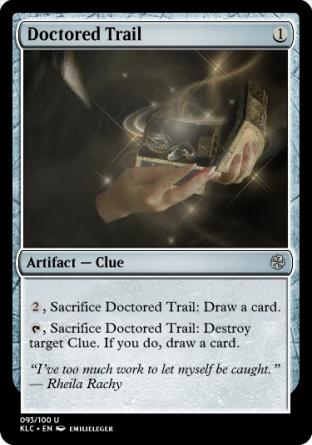 Doctored Trail 1
Artifact — Clue
2, Sacrifice Doctored Trail: Draw a card.
, Sacrifice Doctored Trail: Destroy
target Clue. If you do, draw a card.
“I’ve too much work to let myself be caught.”
— Rheila Rachy
093/100 U
KLC • EN EMILIELEGER